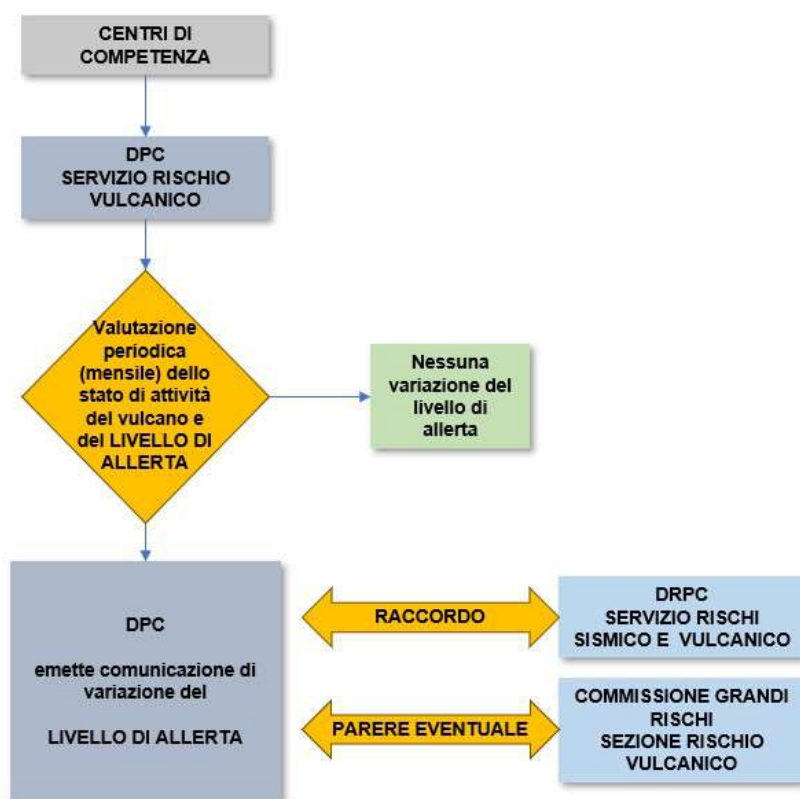 CENTRI DI
COMPETENZA
DPC
SERVIZIO RISCHIO
VULCANICO
Valutazione
periodica
(mensile) dello
stato di attività
del vulcano e
del LIVELLO DI
ALLERTA
Nessuna
variazione del
livello di
allerta
DPC
emette comunicazione di
variazione del
LIVELLO DI ALLERTA
RACCORDO
DRPC
SERVIZIO RISCHI
SISMICO E VULCANICO
PARERE EVENTUALE
COMMISSIONE GRANDI
RISCHI
SEZIONE RISCHIO
VULCANICO